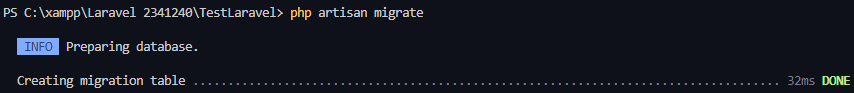 PS C:\xampp\Laravel 2341240\TestLaravel> php artisan migrate
INFO Preparing database.
Creating migration table .................................................................................... 32ms DONE